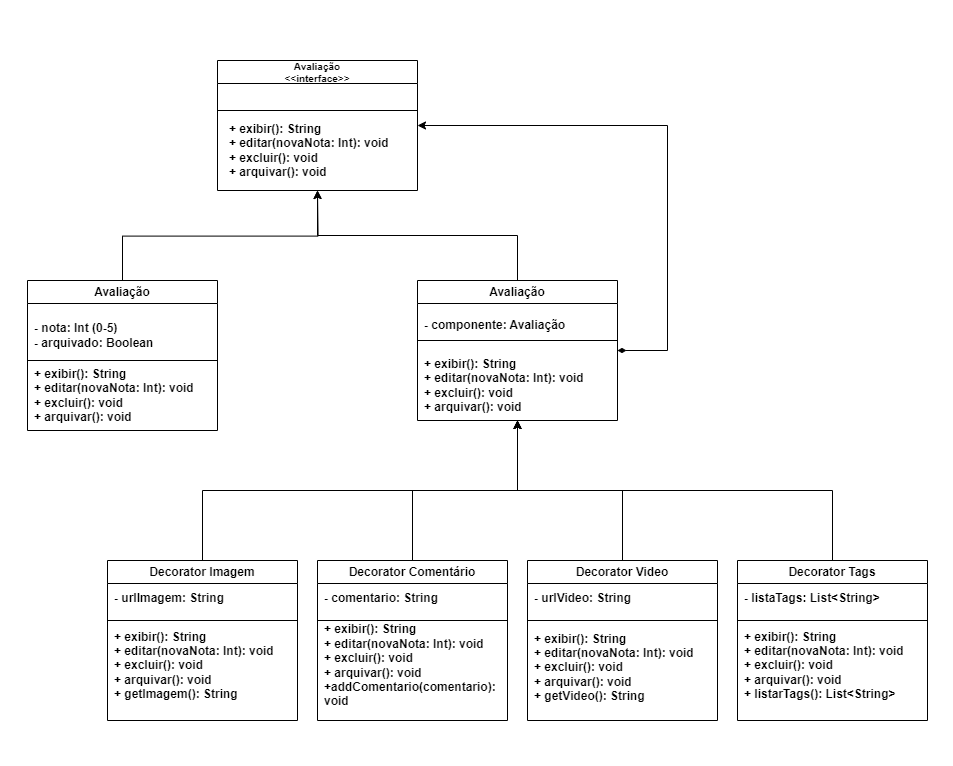 Avaliação
<<interface>>
+ exibir(): String
+ editar(novaNota: Int): void
+ excluir(): void
+ arquivar(): void
Avaliação
- nota: Int (0-5)
- arquivado: Boolean
+ exibir(): String
+ editar(novaNota: Int): void
+ excluir(): void
+ arquivar(): void
Avaliação
- componente: Avaliação
+ exibir(): String
+ editar(novaNota: Int): void
+ excluir(): void
+ arquivar(): void
Decorator Imagem
- urlImagem: String
+ exibir(): String
+ editar(novaNota: Int): void
+ excluir(): void
+ arquivar(): void
+ getImagem(): String
Decorator Comentário
- comentario: String
+ exibir(): String
+ editar(novaNota: Int): void
+ excluir(): void
+ arquivar(): void
+addComentario(comentario):
void
Decorator Video
- urlVideo: String
+ exibir(): String
+ editar(novaNota: Int): void
+ excluir(): void
+ arquivar(): void
+ getVideo(): String
Decorator Tags
- listaTags: List<String>
+ exibir(): String
+ editar(novaNota: Int): void
+ excluir(): void
+ arquivar(): void
+ listarTags(): List<String>